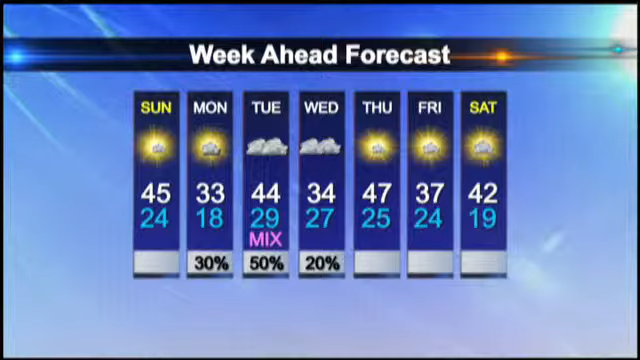 Week Ahead Forecast
SUN MON TUE WED THU FRI SAT
45 33 44 34 47 37 42
24 18 29 27 25 24 19
MIX
30% 50% 20%